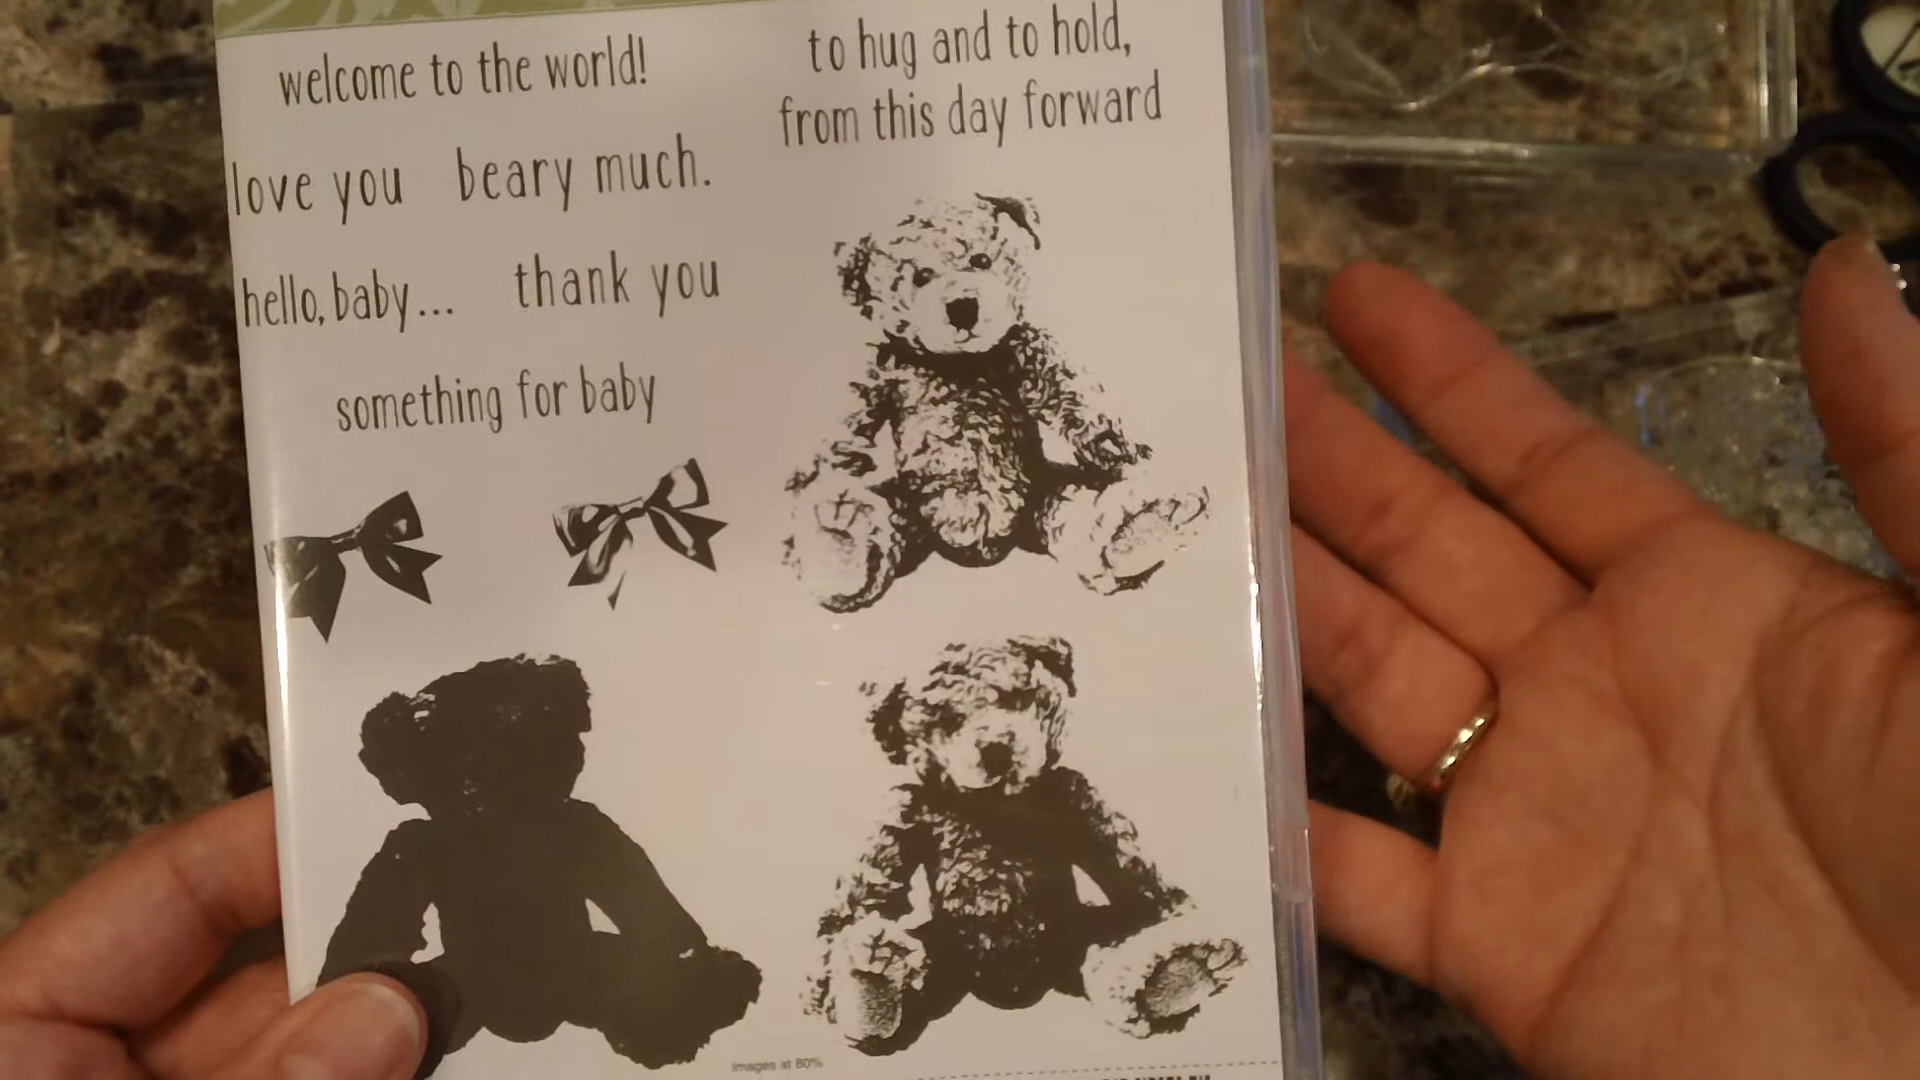 welcome to the world!
to hug and to hold,
from this day forward
love you beary much.
hello, baby... thank you
something for baby
Images at 80%